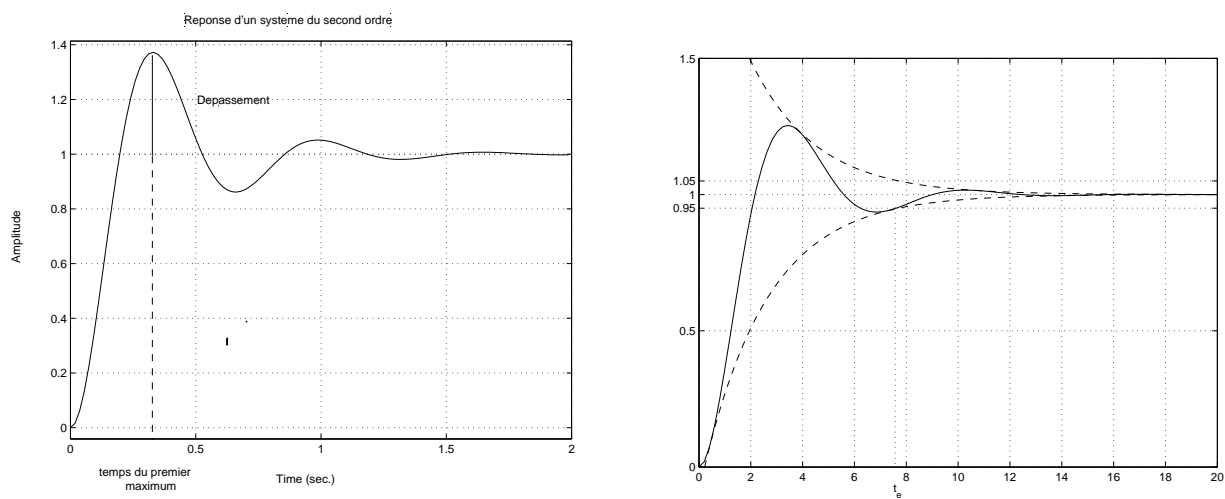 Reponse d'un systeme du second ordre
1.4
1.2
1
0.8
0.6
0.4
0.2
0
Amplitude
Depassement
0 0.5 1 1.5 2
temps du premier
maximum
Time (sec.)
1.5
1.05
1
0.95
0.5
0
0 2 4 6 8 10 12 14 16 18 20
t_e